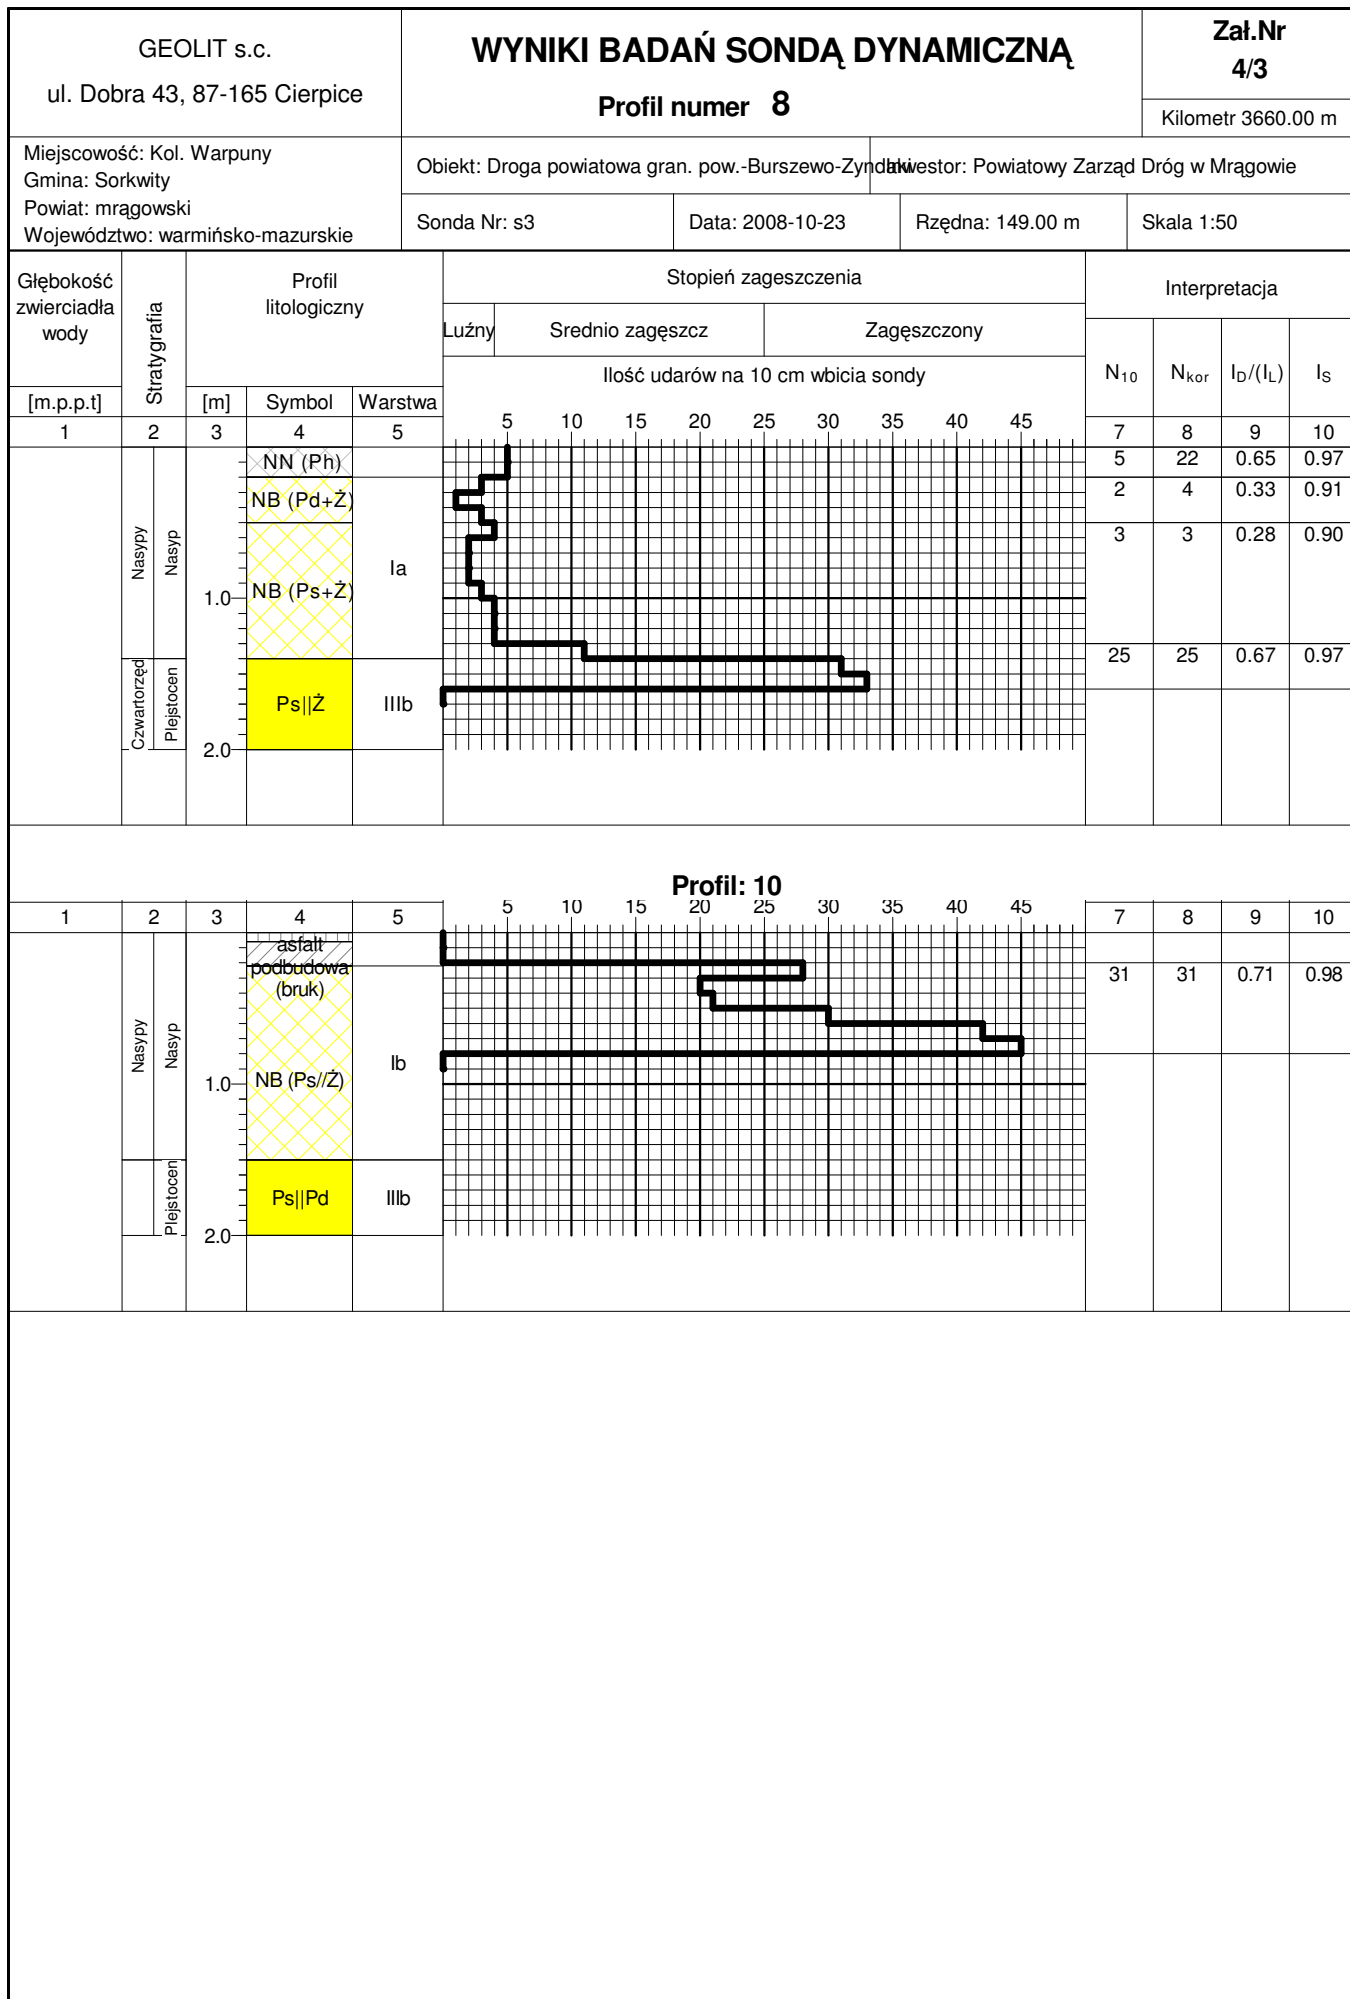 GEOLIT s.c.
ul. Dobra 43, 87-165 Cierpice
WYNIKI BADAŃ SONDĄ DYNAMICZNĄ
Profil numer 8
Zał.Nr
4/3
Kilometr 3660.00 m
Miejscowość: Kol. Warpuny
Gmina: Sorkwity
Powiat: mrągowski
Województwo: warmińsko-mazurskie
Obiekt: Droga powiatowa gran. pow.-Burszewo-Zyndaki
Inwestor: Powiatowy Zarząd Dróg w Mrągowie
Sonda Nr: s3
Data: 2008-10-23
Rzędna: 149.00 m
Skala 1:50
Głębokość
zwierciadła
wody
[m.p.p.t]
Stratygrafia
Profil
litologiczny
[m] Symbol Warstwa
Stopień zageszczenia
Luźny Srednio zagęszcz Zagęszczony
Ilość udarów na 10 cm wbicia sondy
5 10 15 20 25 30 35 40 45
Interpretacja
N10 Nkor ID/(IL) IS
1 2 3 4 5 7 8 9 10
NN (Ph) 5 22 0.65 0.97
NB (Pd+Ż) 2 4 0.33 0.91
3 3 0.28 0.90
Nasypy Nasyp
Ia
NB (Ps+Ż)
1.0
25 25 0.67 0.97
Czwartorzęd Plejstocen
Ps||Ż IIIb
2.0
Profil: 10
1 2 3 4 5 5 10 15 20 25 30 35 40 45 7 8 9 10
asfalt
podbudowa
(bruk)
31 31 0.71 0.98
Nasypy Nasyp
Ib
1.0
NB (Ps//Ż)
Plejstocen
Ps||Pd IIIb
2.0